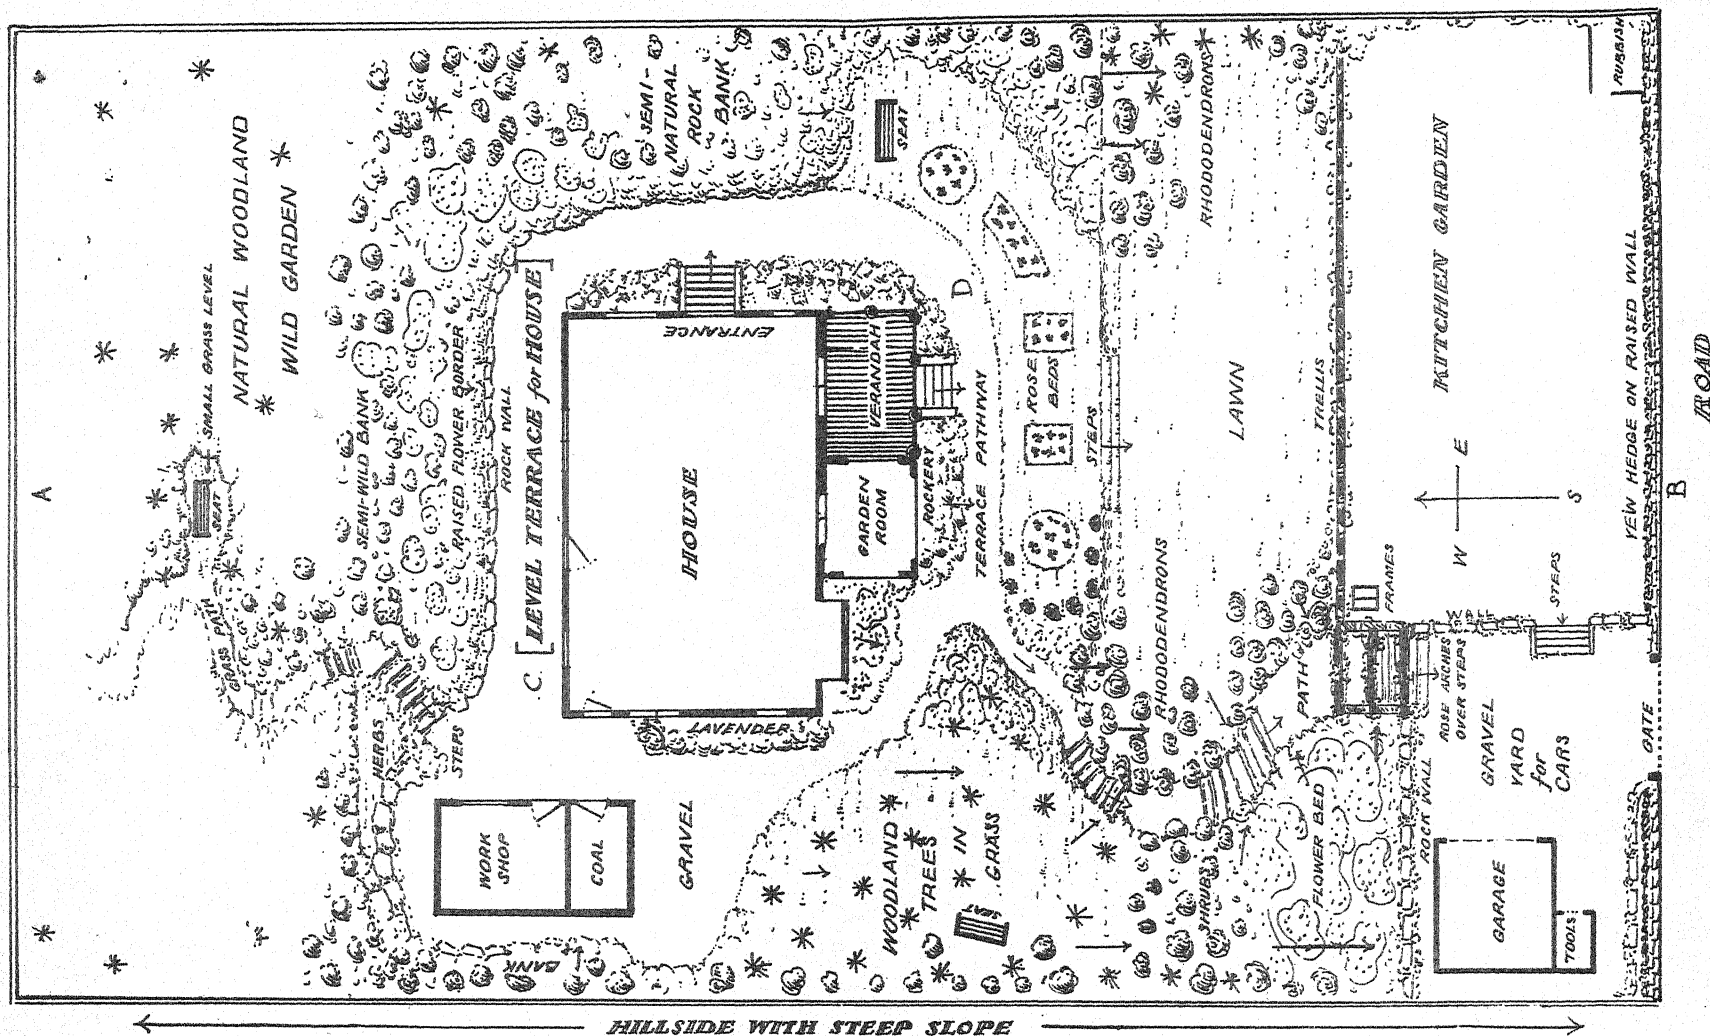 A
NATURAL WOODLAND
WILD GARDEN
SMALL GRASS LEVEL
SEAT
GRASS PATH
SEMI-WILD BANK
RAISED FLOWER BORDER
ROCK WALL
SEMI-
NATURAL
ROCK
BANK
HERBS
STEPS
C
[LEVEL TERRACE for HOUSE]
HOUSE
ENTRANCE
VERANDAH
GARDEN
ROOM
ROCKERY
LAVENDER
WORK
SHOP
COAL
GRAVEL
BANK
D
SEAT
TERRACE PATHWAY
ROSE
BEDS
STEPS
WOODLAND
TREES
IN
GRASS
RHODODENDRONS
RHODODENDRONS
LAWN
SHRUBS
PATH
TRELLIS
FLOWER BED
ROCK WALL
KITCHEN GARDEN
FRAMES
W
E
S
WALL
STEPS
ROSE ARCHES
OVER STEPS
GRAVEL
YARD
for
CARS
GARAGE
TOOLS
RUBBISH
YEW HEDGE ON RAISED WALL
GATE
B
ROAD
HILLSIDE WITH STEEP SLOPE